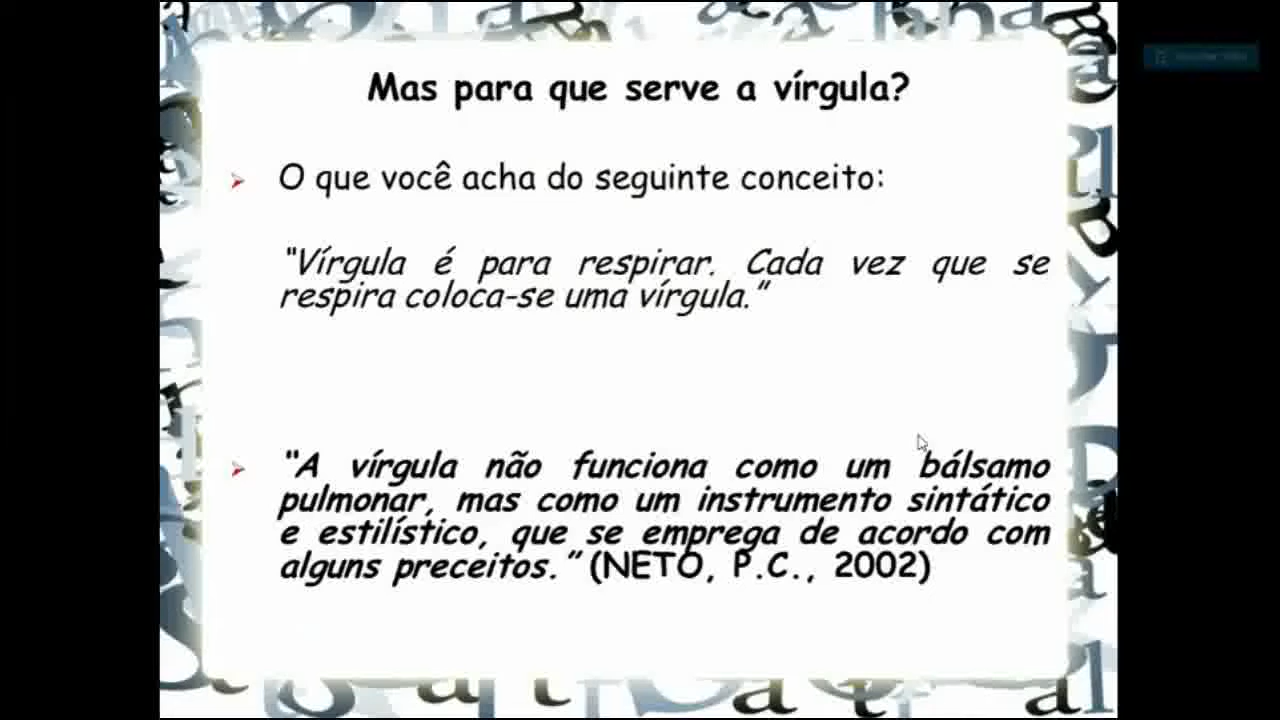 Mas para que serve a vírgula?
O que você acha do seguinte conceito:
"Vírgula é para respirar. Cada vez que se
respira coloca-se uma vírgula."
"A vírgula não funciona como um bálsamo
pulmonar, mas como um instrumento sintático
e estilístico, que se emprega de acordo com
alguns preceitos." (NETO, P.C., 2002)